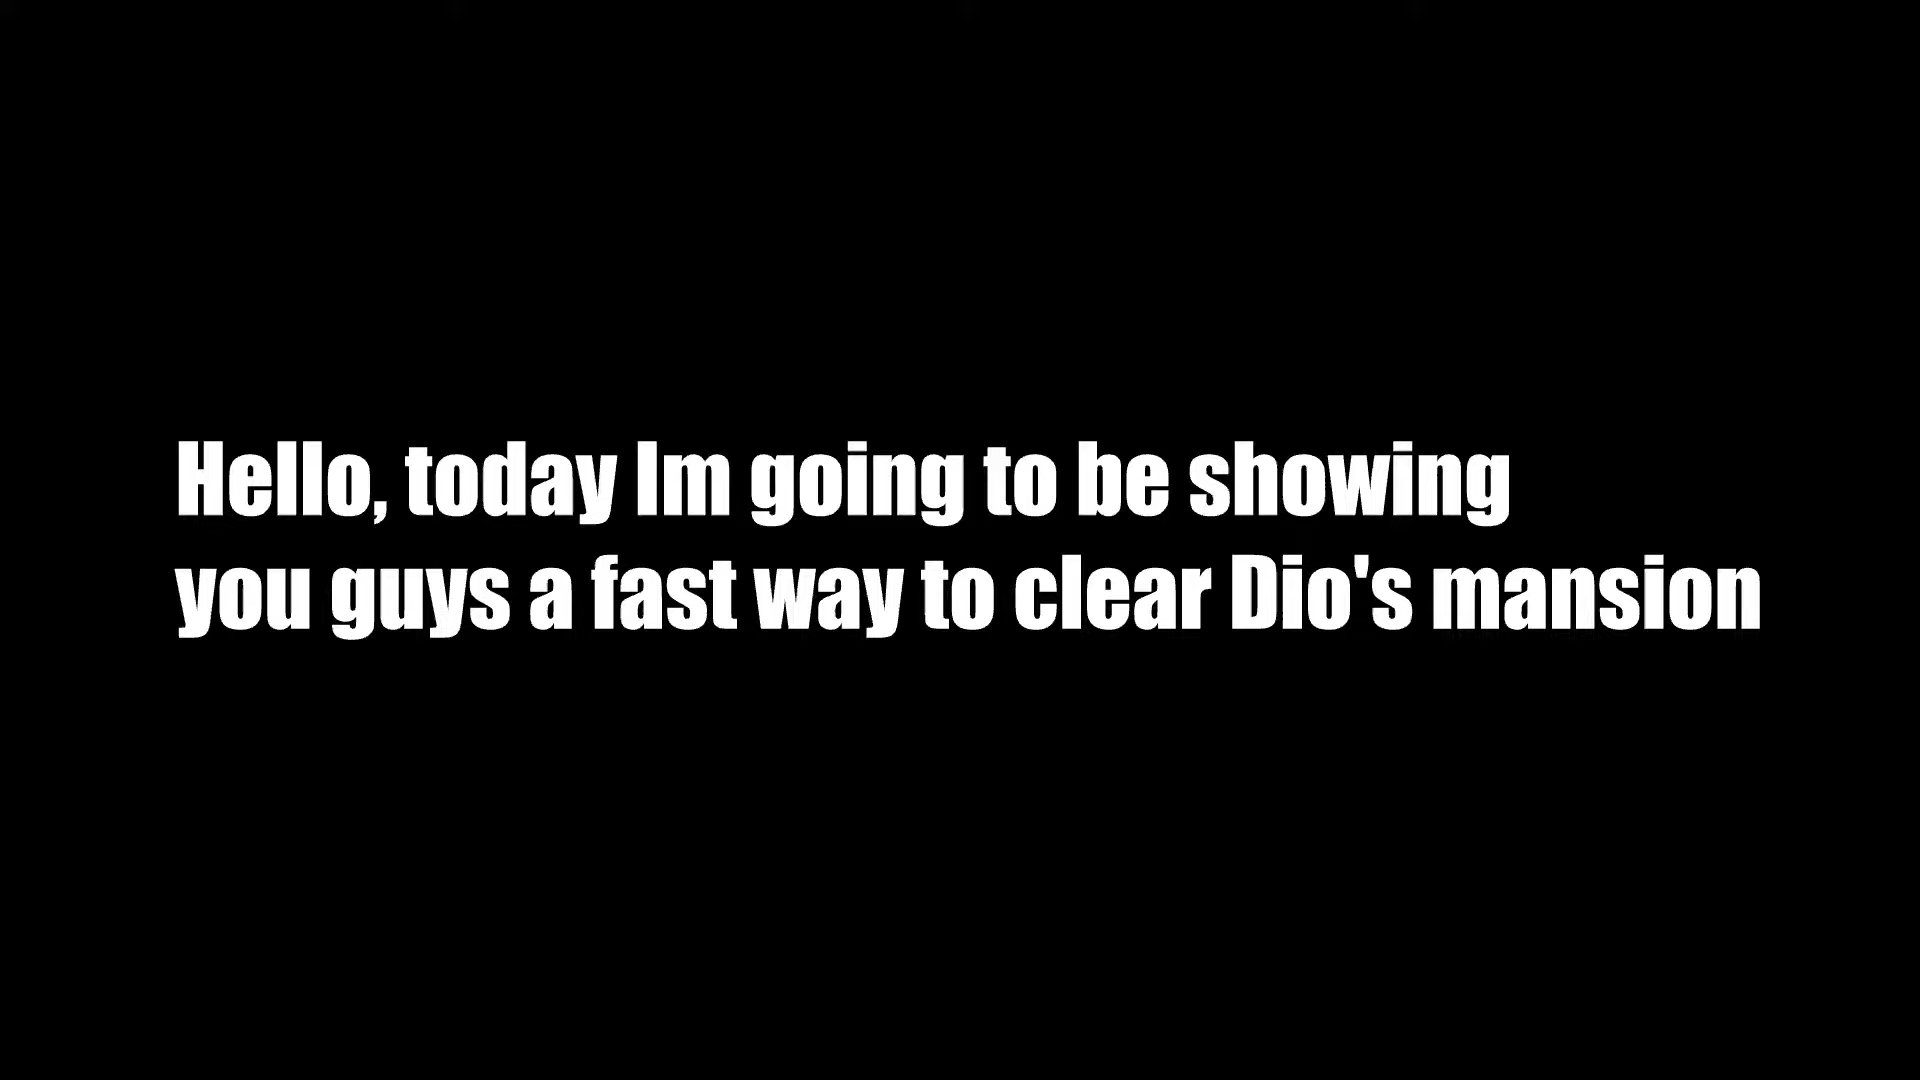 Hello, today Im going to be showing
you guys a fast way to clear Dio's mansion